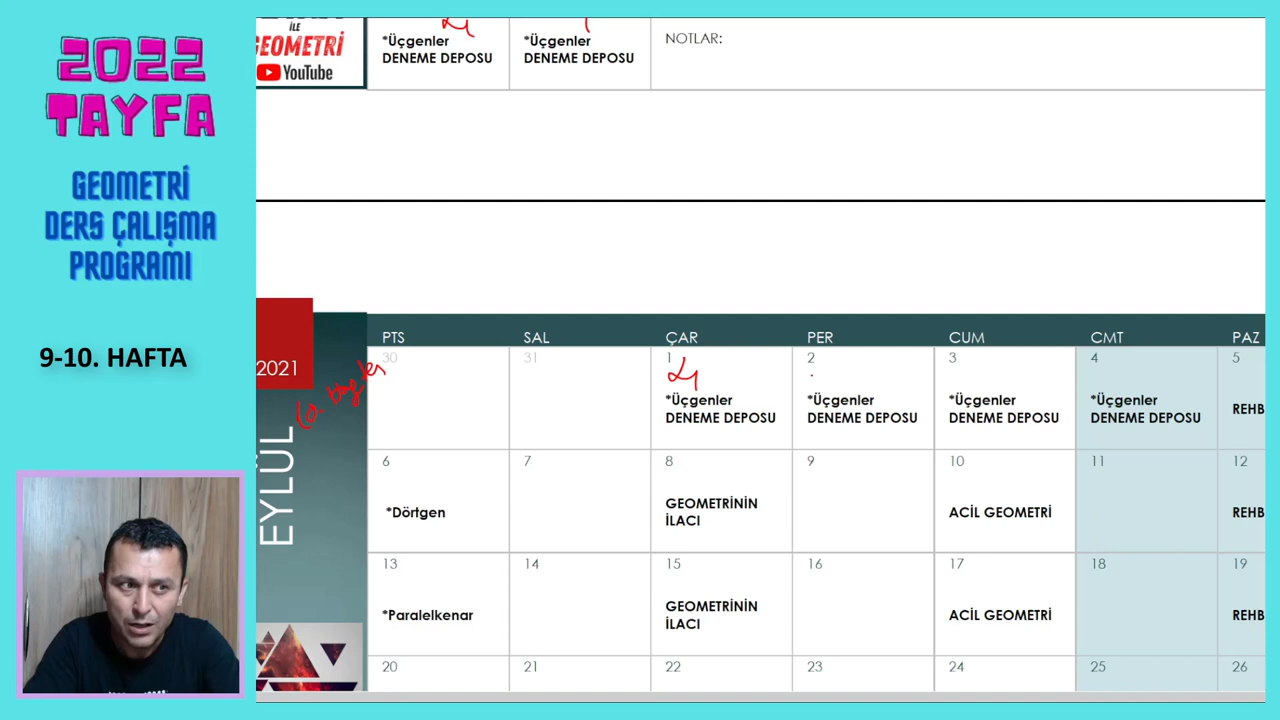 2022
TAYFA
GEOMETRİ
DERS ÇALIŞMA
PROGRAMI
9-10. HAFTA
İLE
GEOMETRİ
YouTube
*Üçgenler
DENEME DEPOSU
*Üçgenler
DENEME DEPOSU
NOTLAR:
2021
EYLÜL
PTS SAL ÇAR PER CUM CMT PAZ
30 31 1 2 3 4 5
*Üçgenler
DENEME DEPOSU
*Üçgenler
DENEME DEPOSU
*Üçgenler
DENEME DEPOSU
*Üçgenler
DENEME DEPOSU
REHB
6 7 8 9 10 11 12
*Dörtgen
GEOMETRİNİN
İLACI
ACİL GEOMETRİ
REHB
13 14 15 16 17 18 19
*Paralelkenar
GEOMETRİNİN
İLACI
ACİL GEOMETRİ
REHB
20 21 22 23 24 25 26